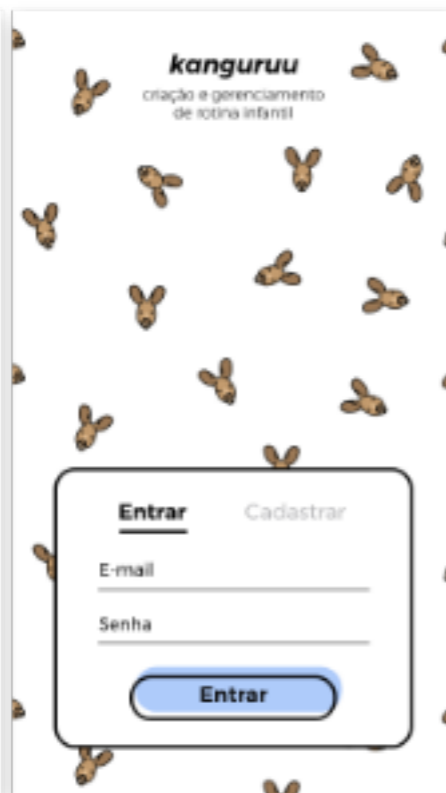 kanguruu
criação e gerenciamento
de rotina infantil
Entrar Cadastrar
E-mail
Senha
Entrar